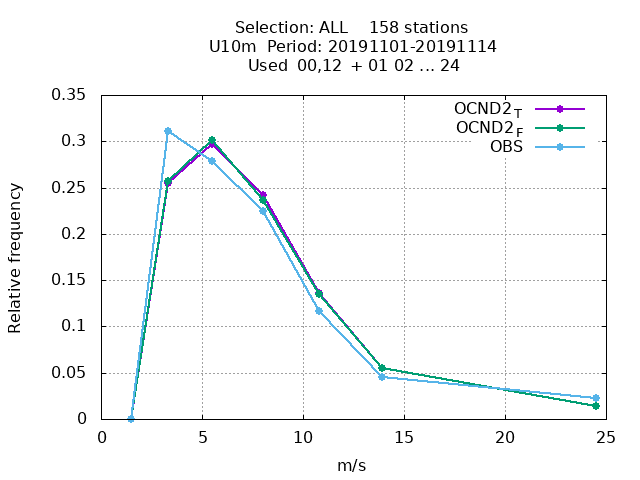 Selection: ALL    158 stations
U10m  Period: 20191101-20191114
Used  00,12  + 01 02 ... 24
OCND2_T
OCND2_F
OBS
0.35
0.3
0.25
0.2
0.15
0.1
0.05
0
Relative frequency
0 5 10 15 20 25
m/s